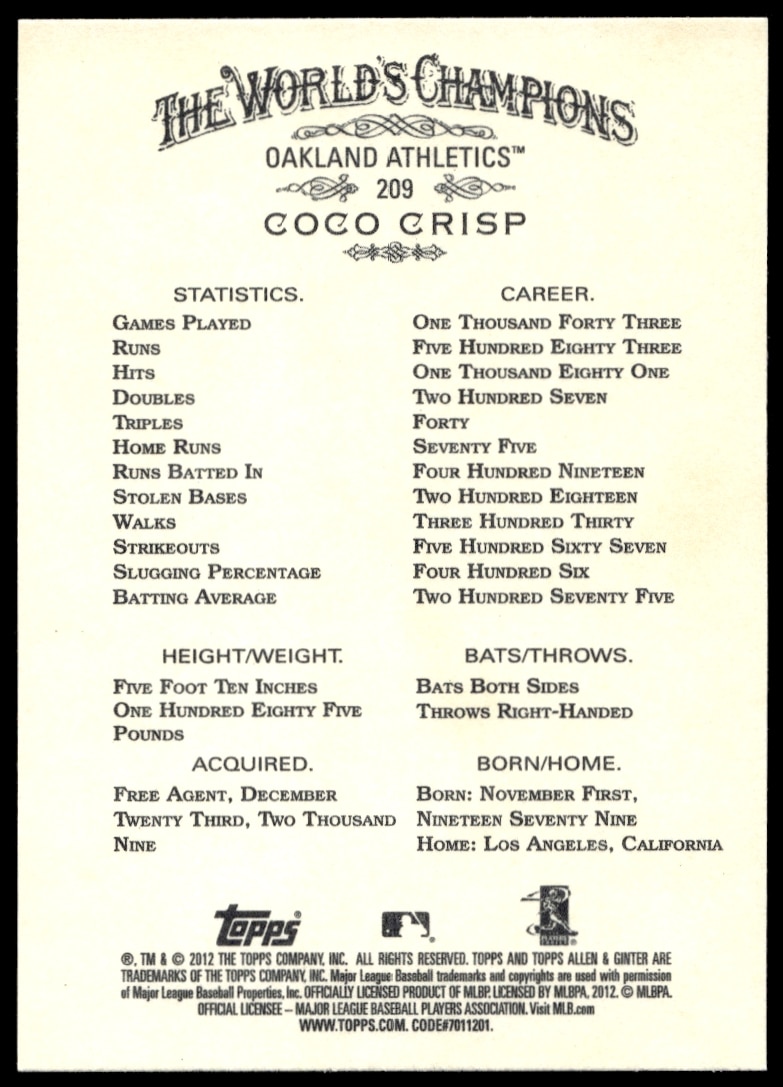 THE WORLD'S CHAMPIONS
OAKLAND ATHLETICS™
209
COCO CRISP
STATISTICS. CAREER.
GAMES PLAYED ONE THOUSAND FORTY THREE
RUNS FIVE HUNDRED EIGHTY THREE
HITS ONE THOUSAND EIGHTY ONE
DOUBLES TWO HUNDRED SEVEN
TRIPLES FORTY
HOME RUNS SEVENTY FIVE
RUNS BATTED IN FOUR HUNDRED NINETEEN
STOLEN BASES TWO HUNDRED EIGHTEEN
WALKS THREE HUNDRED THIRTY
STRIKEOUTS FIVE HUNDRED SIXTY SEVEN
SLUGGING PERCENTAGE FOUR HUNDRED SIX
BATTING AVERAGE TWO HUNDRED SEVENTY FIVE
HEIGHT/WEIGHT. BATS/THROWS.
FIVE FOOT TEN INCHES BATS BOTH SIDES
ONE HUNDRED EIGHTY FIVE THROWS RIGHT-HANDED
POUNDS
ACQUIRED. BORN/HOME.
FREE AGENT, DECEMBER BORN: NOVEMBER FIRST,
TWENTY THIRD, TWO THOUSAND NINETEEN SEVENTY NINE
NINE HOME: LOS ANGELES, CALIFORNIA
Topps®
®, TM & © 2012 THE TOPPS COMPANY, INC. ALL RIGHTS RESERVED. TOPPS AND TOPPS ALLEN & GINTER ARE
TRADEMARKS OF THE TOPPS COMPANY, INC. Major League Baseball trademarks and copyrights are used with permission
of Major League Baseball Properties, Inc. OFFICIALLY LICENSED PRODUCT OF MLBP. LICENSED BY MLBPA, 2012. © MLBPA.
OFFICIAL LICENSEE – MAJOR LEAGUE BASEBALL PLAYERS ASSOCIATION. Visit MLB.com
WWW.TOPPS.COM. CODE#7011201.